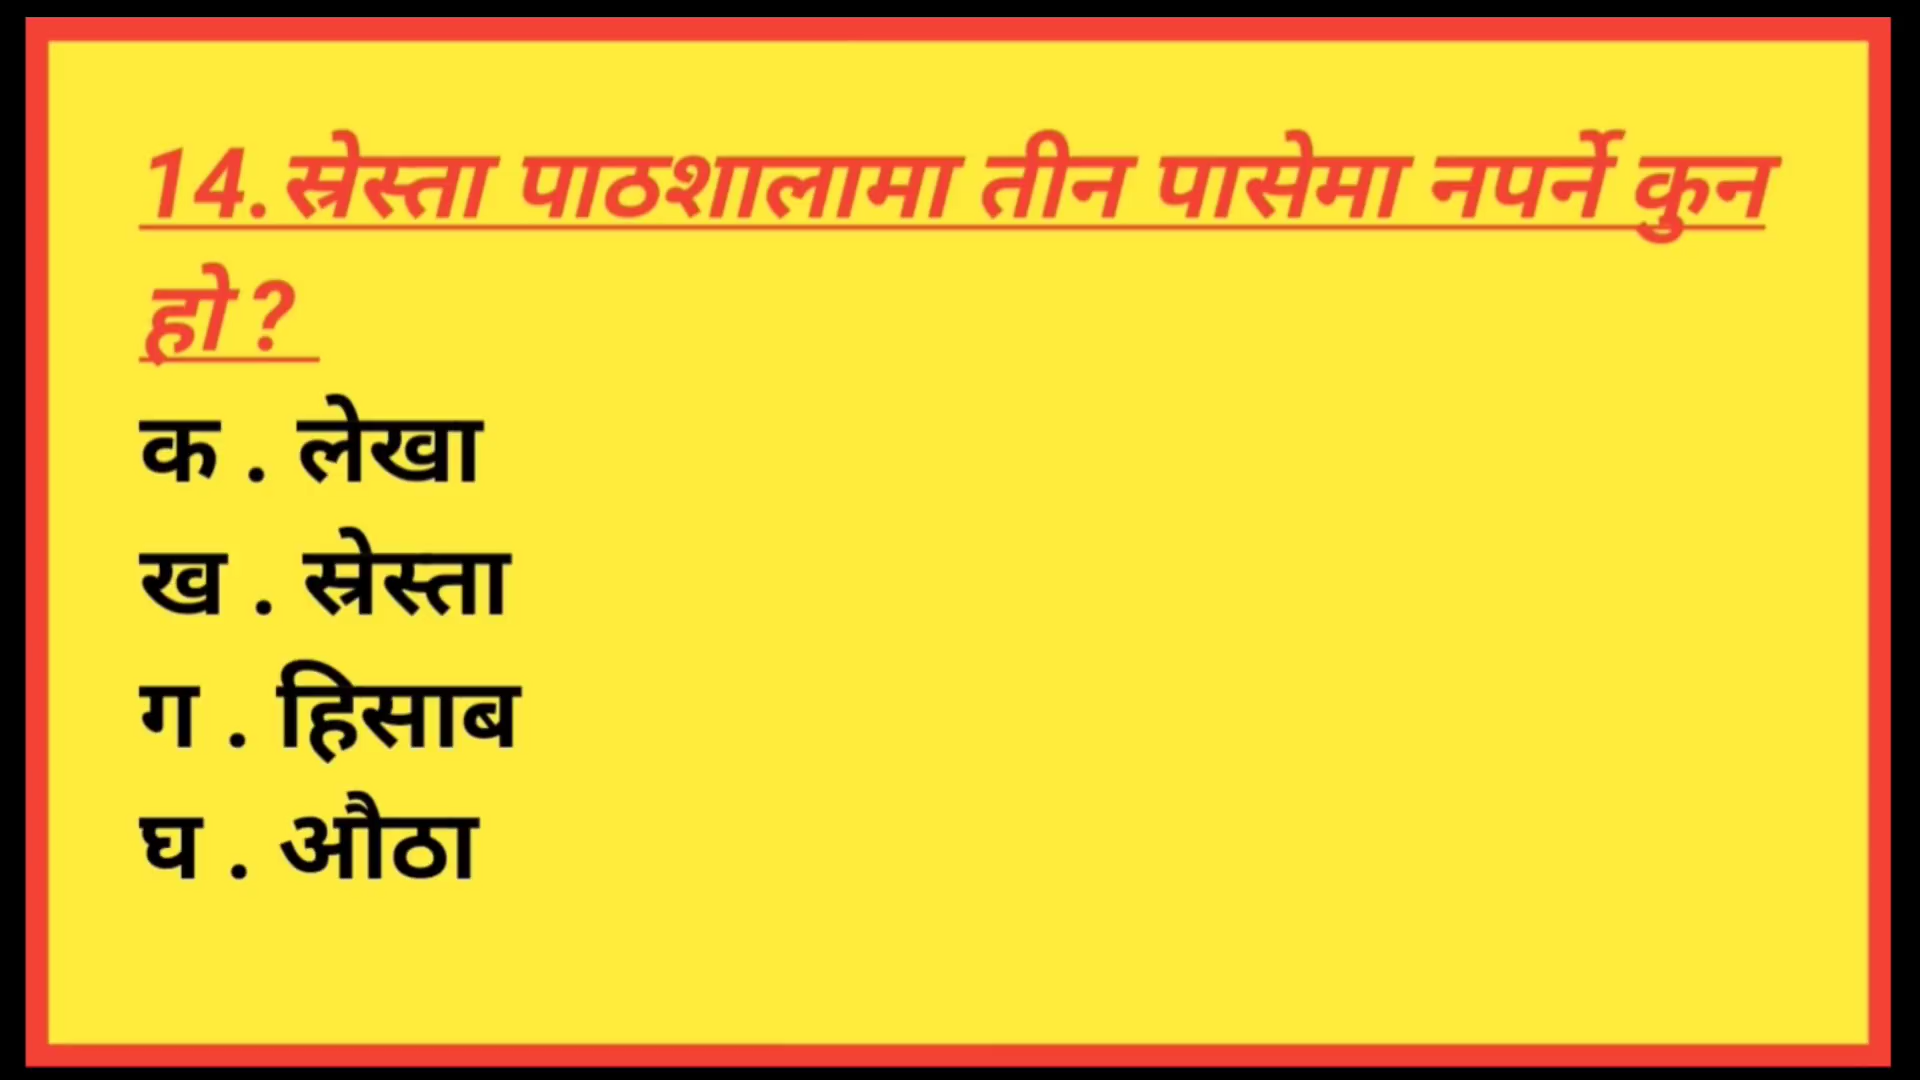 14.स्रेस्ता पाठशालामा तीन पासेमा नपर्ने कुन
हो ?
क . लेखा
ख . स्रेस्ता
ग . हिसाब
घ . औठा